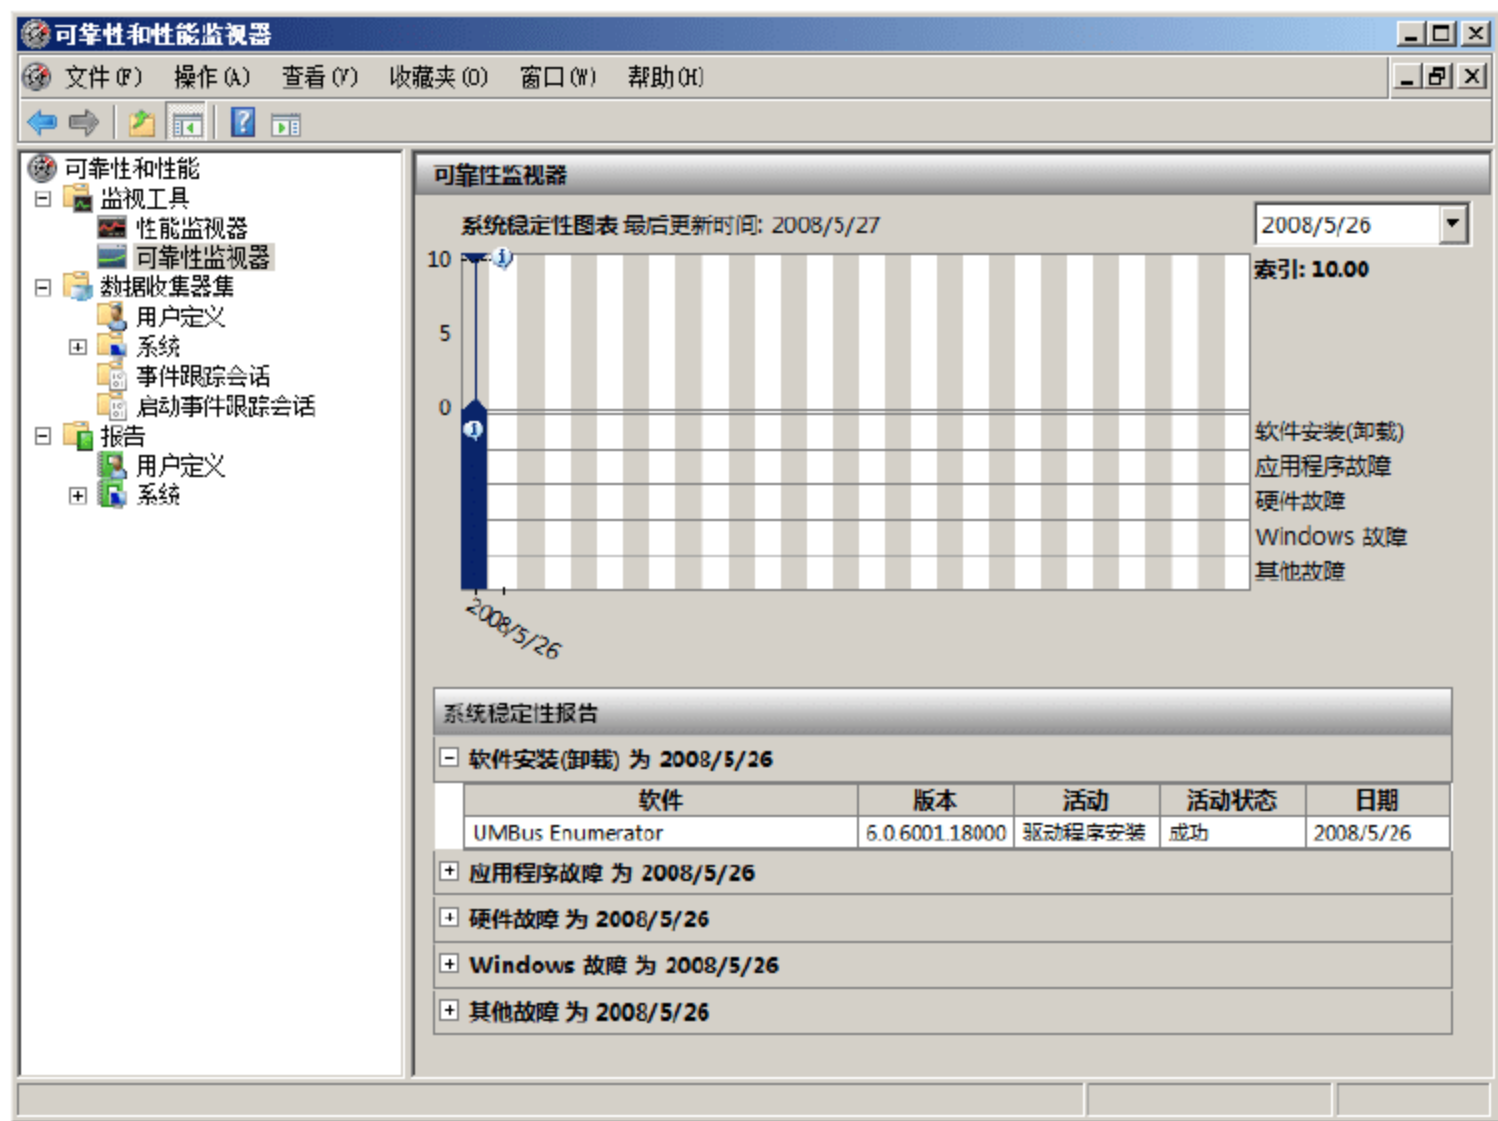 可靠性和性能监视器
文件(F) 操作(A) 查看(V) 收藏夹(O) 窗口(W) 帮助(H)
可靠性和性能
监视工具
性能监视器
可靠性监视器
数据收集器集
用户定义
系统
事件跟踪会话
启动事件跟踪会话
报告
用户定义
系统
可靠性监视器
系统稳定性图表 最后更新时间: 2008/5/27
2008/5/26
索引: 10.00
10
5
0
软件安装(卸载)
应用程序故障
硬件故障
Windows 故障
其他故障
2008/5/26
系统稳定性报告
软件安装(卸载) 为 2008/5/26
软件 版本 活动 活动状态 日期
UMBus Enumerator 6.0.6001.18000 驱动程序安装 成功 2008/5/26
应用程序故障 为 2008/5/26
硬件故障 为 2008/5/26
Windows 故障 为 2008/5/26
其他故障 为 2008/5/26